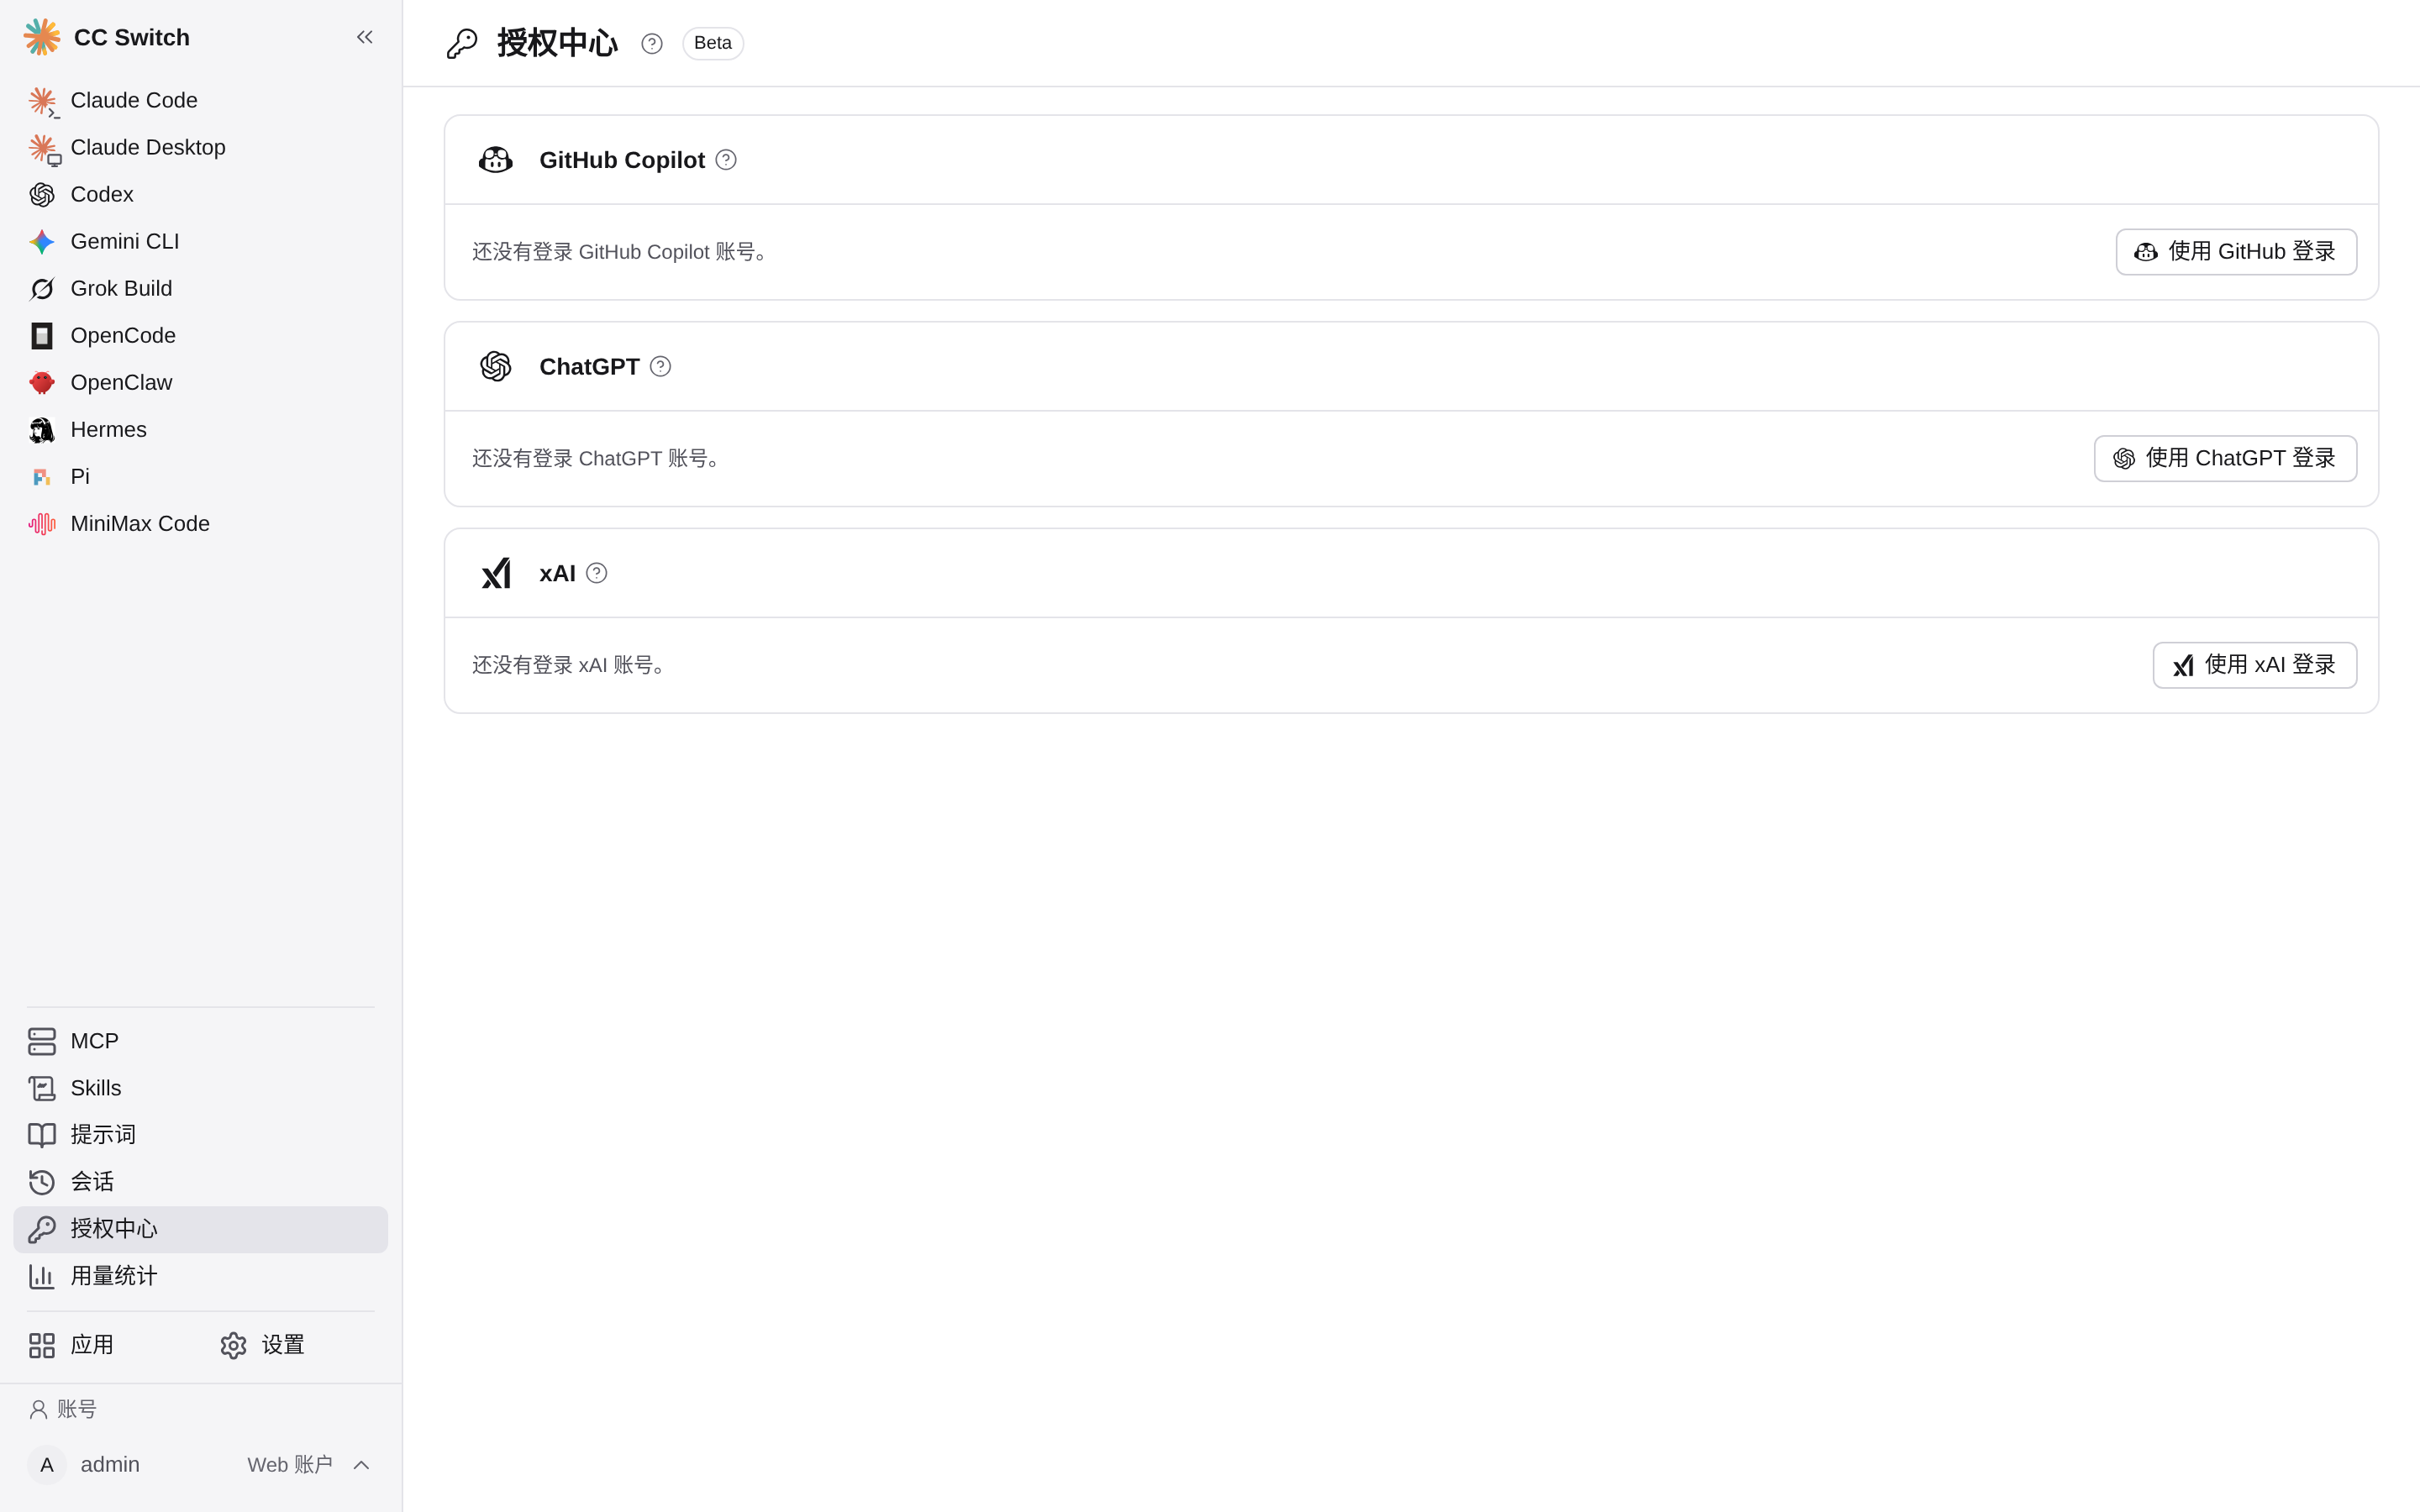 CC Switch
Claude Code
Claude Desktop
Codex
Gemini CLI
Grok Build
OpenCode
OpenClaw
Hermes
Pi
MiniMax Code
MCP
Skills
提示词
会话
授权中心
用量统计
应用
设置
账号
A admin Web 账户
授权中心 Beta
GitHub Copilot
还没有登录 GitHub Copilot 账号。
使用 GitHub 登录
ChatGPT
还没有登录 ChatGPT 账号。
使用 ChatGPT 登录
xAI
还没有登录 xAI 账号。
使用 xAI 登录